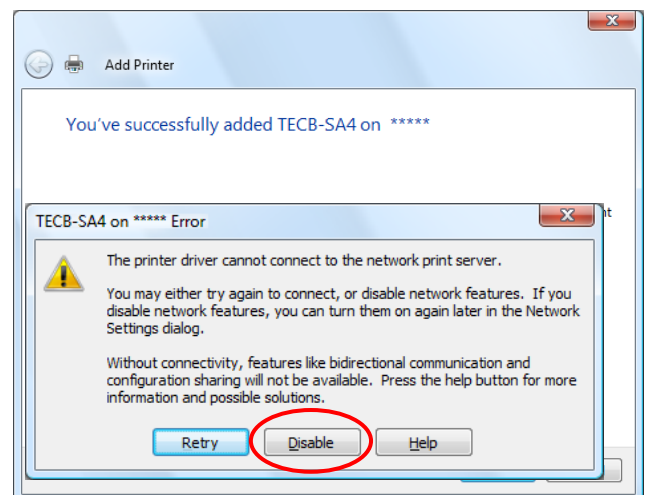 Add Printer
You've successfully added TECB-SA4 on *****
TECB-SA4 on ***** Error
The printer driver cannot connect to the network print server.
You may either try again to connect, or disable network features. If you
disable network features, you can turn them on again later in the Network
Settings dialog.
Without connectivity, features like bidirectional communication and
configuration sharing will not be available. Press the help button for more
information and possible solutions.
Retry Disable Help